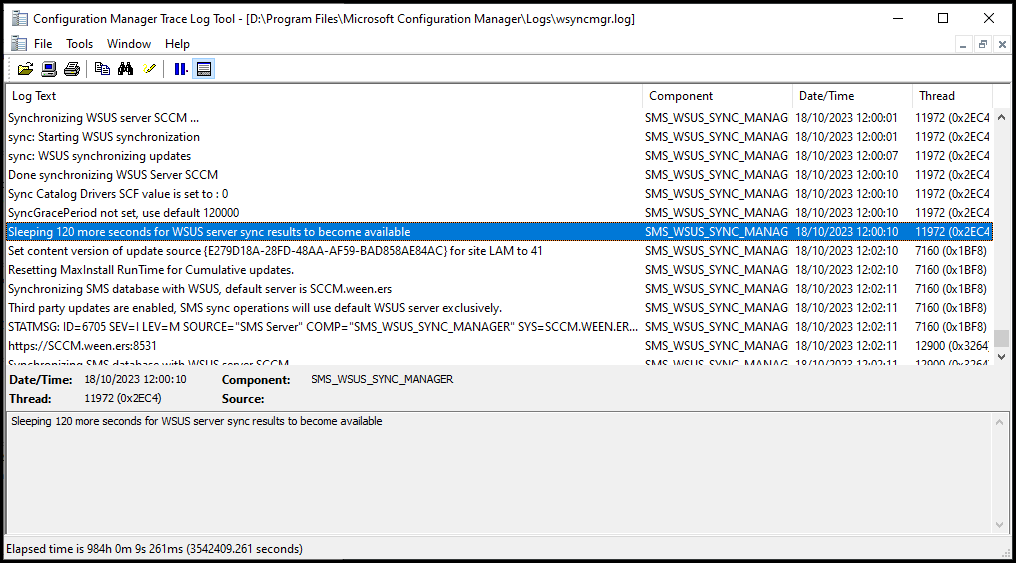 Configuration Manager Trace Log Tool - [D:\Program Files\Microsoft Configuration Manager\Logs\wsyncmgr.log]
File Tools Window Help
Log Text Component Date/Time Thread
Synchronizing WSUS server SCCM ... SMS_WSUS_SYNC_MANAG 18/10/2023 12:00:01 11972 (0x2EC4
sync: Starting WSUS synchronization SMS_WSUS_SYNC_MANAG 18/10/2023 12:00:01 11972 (0x2EC4
sync: WSUS synchronizing updates SMS_WSUS_SYNC_MANAG 18/10/2023 12:00:07 11972 (0x2EC4
Done synchronizing WSUS Server SCCM SMS_WSUS_SYNC_MANAG 18/10/2023 12:00:10 11972 (0x2EC4
Sync Catalog Drivers SCF value is set to : 0 SMS_WSUS_SYNC_MANAG 18/10/2023 12:00:10 11972 (0x2EC4
SyncGracePeriod not set, use default 120000 SMS_WSUS_SYNC_MANAG 18/10/2023 12:00:10 11972 (0x2EC4
Sleeping 120 more seconds for WSUS server sync results to become available SMS_WSUS_SYNC_MANAG 18/10/2023 12:00:10 11972 (0x2EC4
Set content version of update source {E279D18A-28FD-48AA-AF59-BAD858AE84AC} for site LAM to 41 SMS_WSUS_SYNC_MANAG 18/10/2023 12:02:10 7160 (0x1BF8)
Resetting MaxInstall RunTime for Cumulative updates. SMS_WSUS_SYNC_MANAG 18/10/2023 12:02:10 7160 (0x1BF8)
Synchronizing SMS database with WSUS, default server is SCCM.ween.ers SMS_WSUS_SYNC_MANAG 18/10/2023 12:02:11 7160 (0x1BF8)
Third party updates are enabled, SMS sync operations will use default WSUS server exclusively. SMS_WSUS_SYNC_MANAG 18/10/2023 12:02:11 7160 (0x1BF8)
STATMSG: ID=6705 SEV=I LEV=M SOURCE="SMS Server" COMP="SMS_WSUS_SYNC_MANAGER" SYS=SCCM.WEEN.ER... SMS_WSUS_SYNC_MANAG 18/10/2023 12:02:11 7160 (0x1BF8)
https://SCCM.ween.ers:8531 SMS_WSUS_SYNC_MANAG 18/10/2023 12:02:11 12900 (0x3264)
Synchronizing SMS database with WSUS server SCCM SMS_WSUS_SYNC_MANAG 18/10/2023 12:02:11 12900 (0x3264)
Date/Time: 18/10/2023 12:00:10 Component: SMS_WSUS_SYNC_MANAGER
Thread: 11972 (0x2EC4) Source:
Sleeping 120 more seconds for WSUS server sync results to become available
Elapsed time is 984h 0m 9s 261ms (3542409.261 seconds)